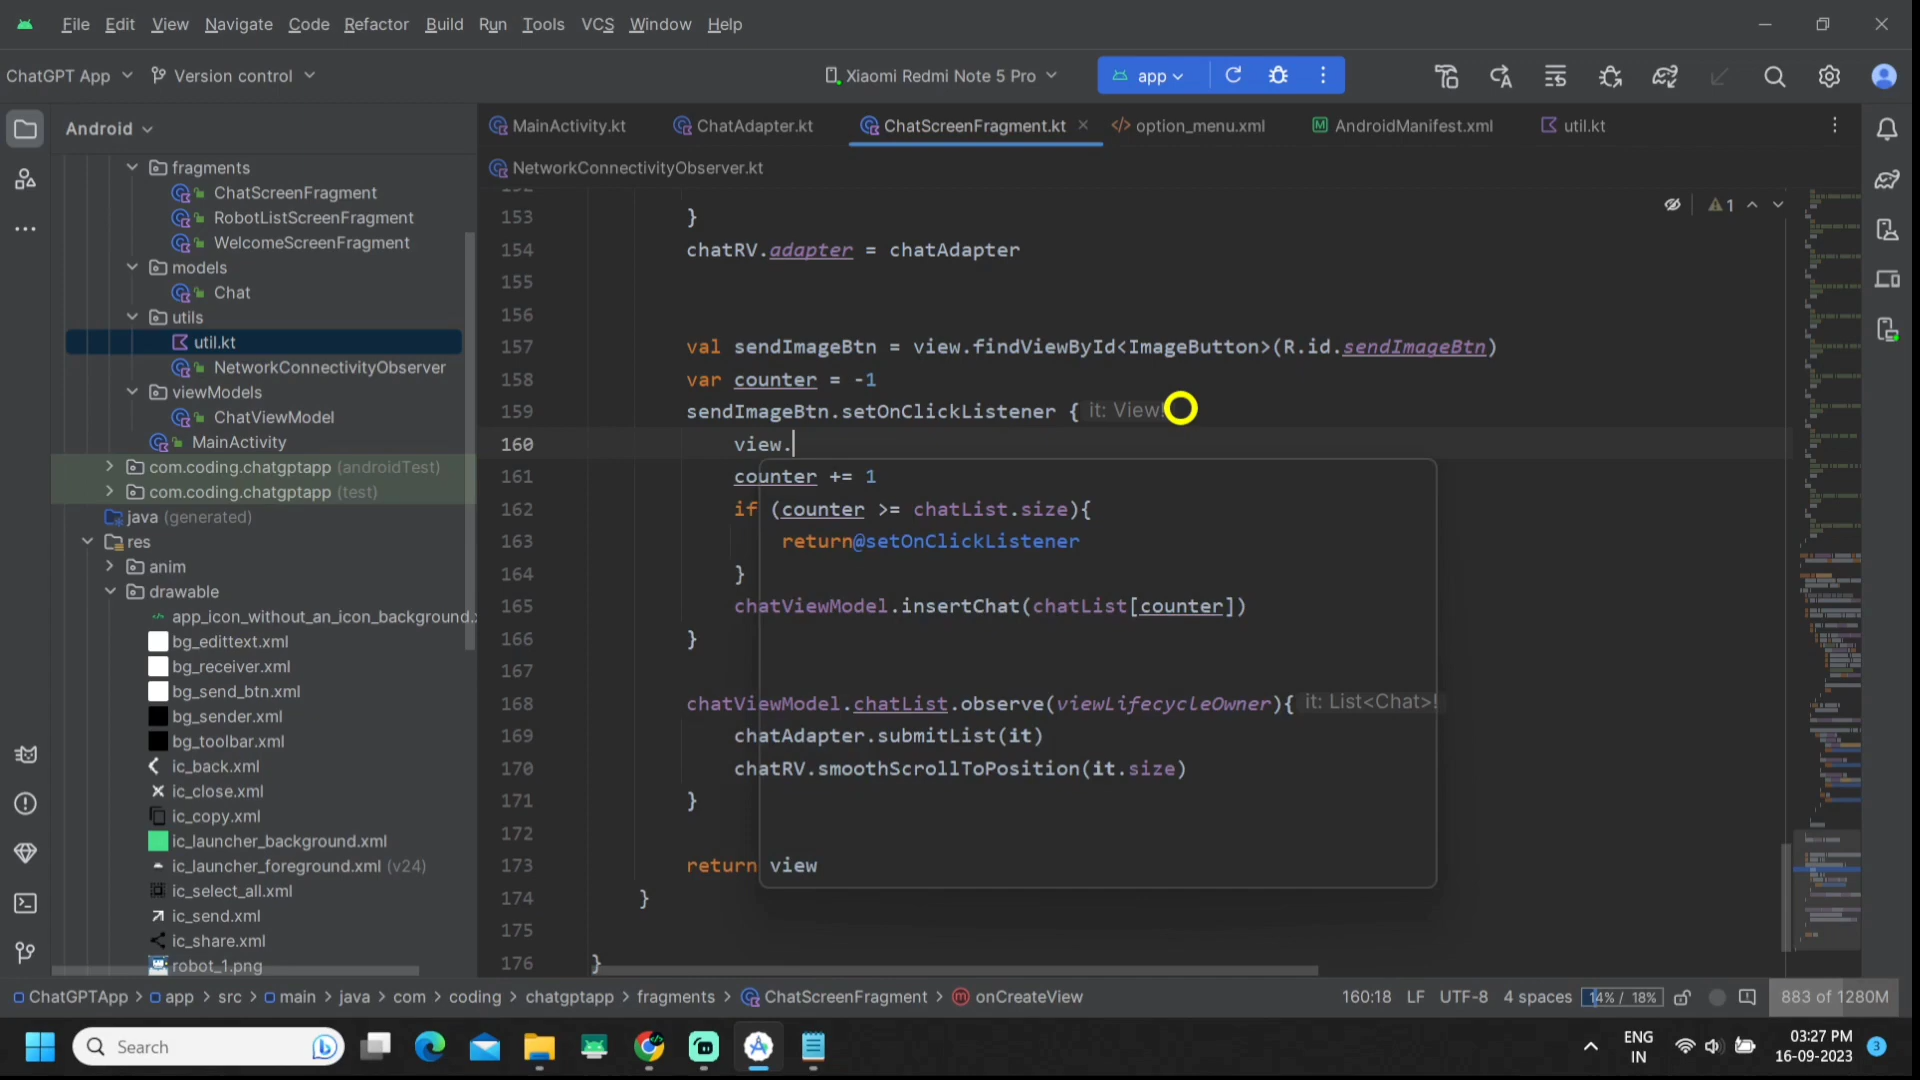 File Edit View Navigate Code Refactor Build Run Tools VCS Window Help
ChatGPT App Version control Xiaomi Redmi Note 5 Pro app
Android
MainActivity.kt ChatAdapter.kt ChatScreenFragment.kt option_menu.xml AndroidManifest.xml util.kt
NetworkConnectivityObserver.kt
fragments
ChatScreenFragment
RobotListScreenFragment
WelcomeScreenFragment
models
Chat
utils
util.kt
NetworkConnectivityObserver
viewModels
ChatViewModel
MainActivity
com.coding.chatgptapp (androidTest)
com.coding.chatgptapp (test)
java (generated)
res
anim
drawable
app_icon_without_an_icon_background.
bg_edittext.xml
bg_receiver.xml
bg_send_btn.xml
bg_sender.xml
bg_toolbar.xml
ic_back.xml
ic_close.xml
ic_copy.xml
ic_launcher_background.xml
ic_launcher_foreground.xml (v24)
ic_select_all.xml
ic_send.xml
ic_share.xml
robot_1.png
1
152
153 }
154 chatRV.adapter = chatAdapter
155
156
157 val sendImageBtn = view.findViewById<ImageButton>(R.id.sendImageBtn)
158 var counter = -1
159 sendImageBtn.setOnClickListener { it: View!
160 view.
161 counter += 1
162 if (counter >= chatList.size){
163 return@setOnClickListener
164 }
165 chatViewModel.insertChat(chatList[counter])
166 }
167
168 chatViewModel.chatList.observe(viewLifecycleOwner){ it: List<Chat>!
169 chatAdapter.submitList(it)
170 chatRV.smoothScrollToPosition(it.size)
171 }
172
173 return view
174 }
175
176 }
ChatGPTApp > app > src > main > java > com > coding > chatgptapp > fragments > ChatScreenFragment > onCreateView 160:18 LF UTF-8 4 spaces 14% / 18% 883 of 1280M
Search ENG
IN
03:27 PM
16-09-2023
3